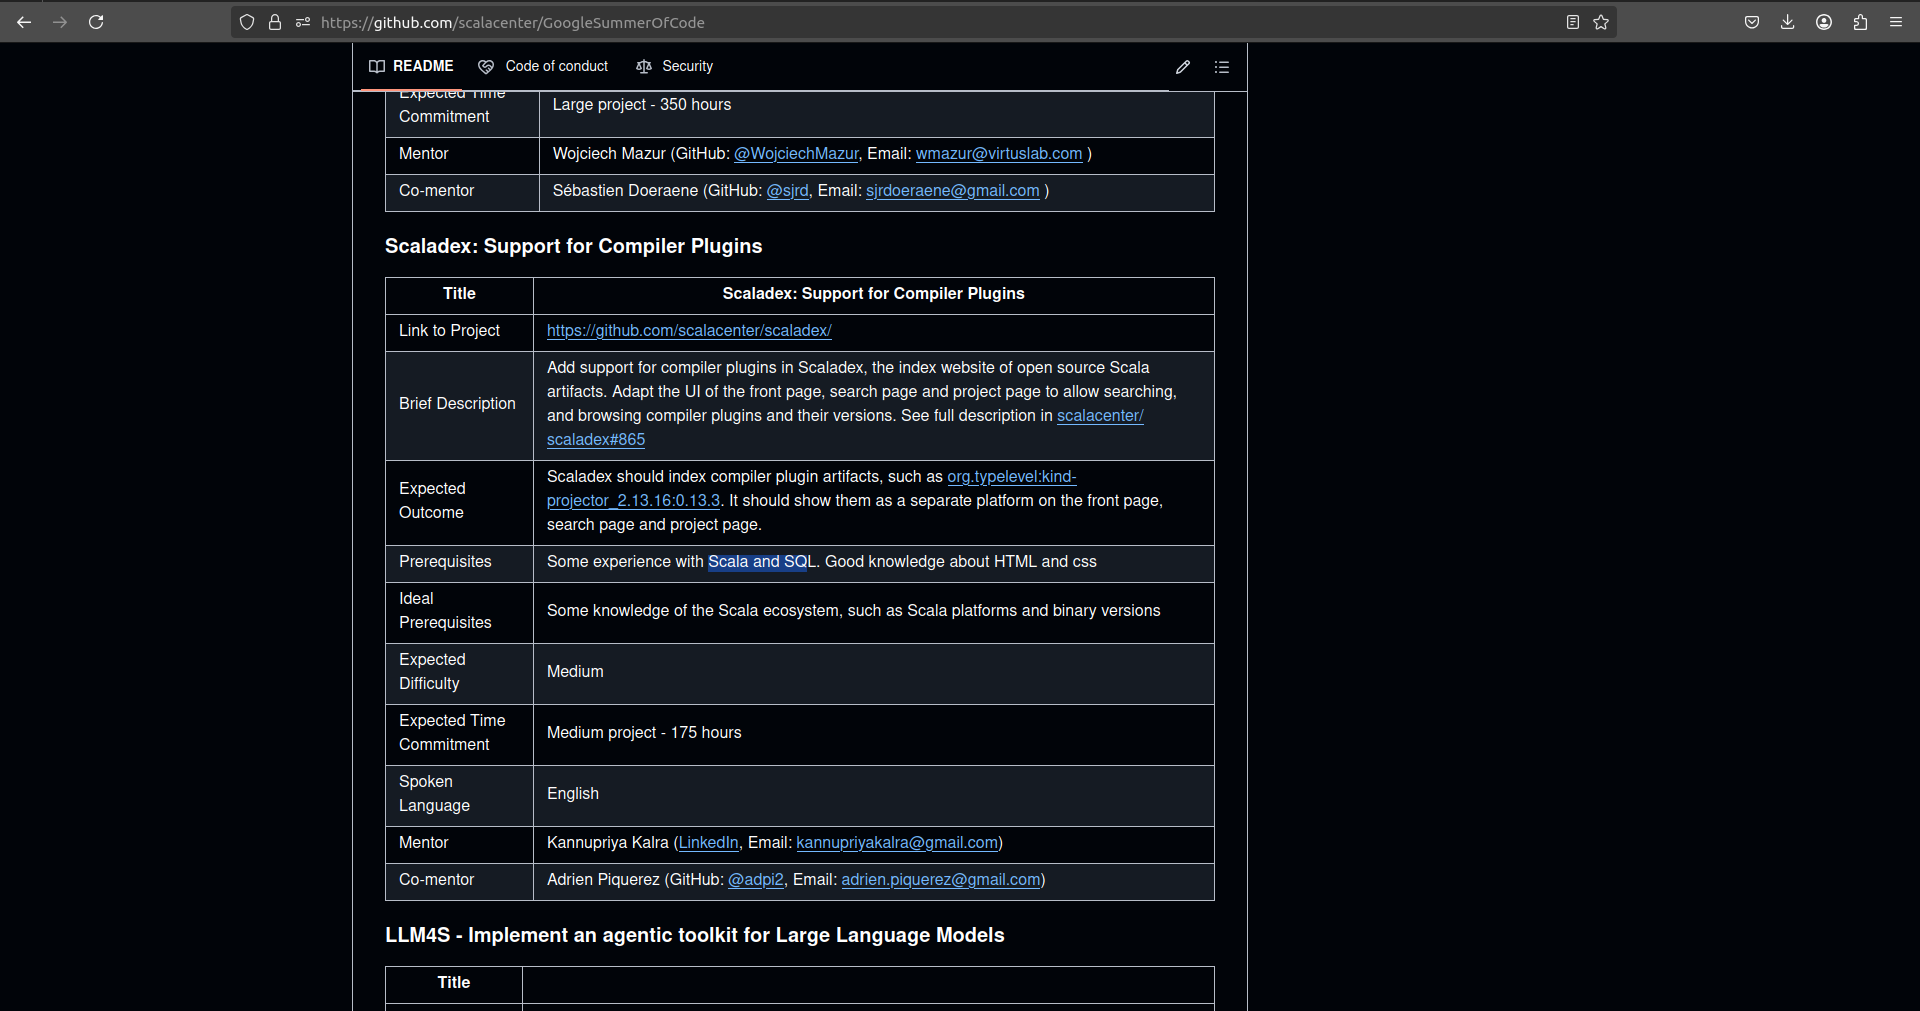 https://github.com/scalacenter/GoogleSummerOfCode
README Code of conduct Security
Expected Time
Commitment
Large project - 350 hours
Mentor
Wojciech Mazur (GitHub: @WojciechMazur, Email: wmazur@virtuslab.com )
Co-mentor
Sébastien Doeraene (GitHub: @sjrd, Email: sjrdoeraene@gmail.com )
Scaladex: Support for Compiler Plugins
Title
Scaladex: Support for Compiler Plugins
Link to Project
https://github.com/scalacenter/scaladex/
Brief Description
Add support for compiler plugins in Scaladex, the index website of open source Scala
artifacts. Adapt the UI of the front page, search page and project page to allow searching,
and browsing compiler plugins and their versions. See full description in scalacenter/
scaladex#865
Expected
Outcome
Scaladex should index compiler plugin artifacts, such as org.typelevel:kind-
projector_2.13.16:0.13.3. It should show them as a separate platform on the front page,
search page and project page.
Prerequisites
Some experience with Scala and SQL. Good knowledge about HTML and css
Ideal
Prerequisites
Some knowledge of the Scala ecosystem, such as Scala platforms and binary versions
Expected
Difficulty
Medium
Expected Time
Commitment
Medium project - 175 hours
Spoken
Language
English
Mentor
Kannupriya Kalra (LinkedIn, Email: kannupriyakalra@gmail.com)
Co-mentor
Adrien Piquerez (GitHub: @adpi2, Email: adrien.piquerez@gmail.com)
LLM4S - Implement an agentic toolkit for Large Language Models
Title